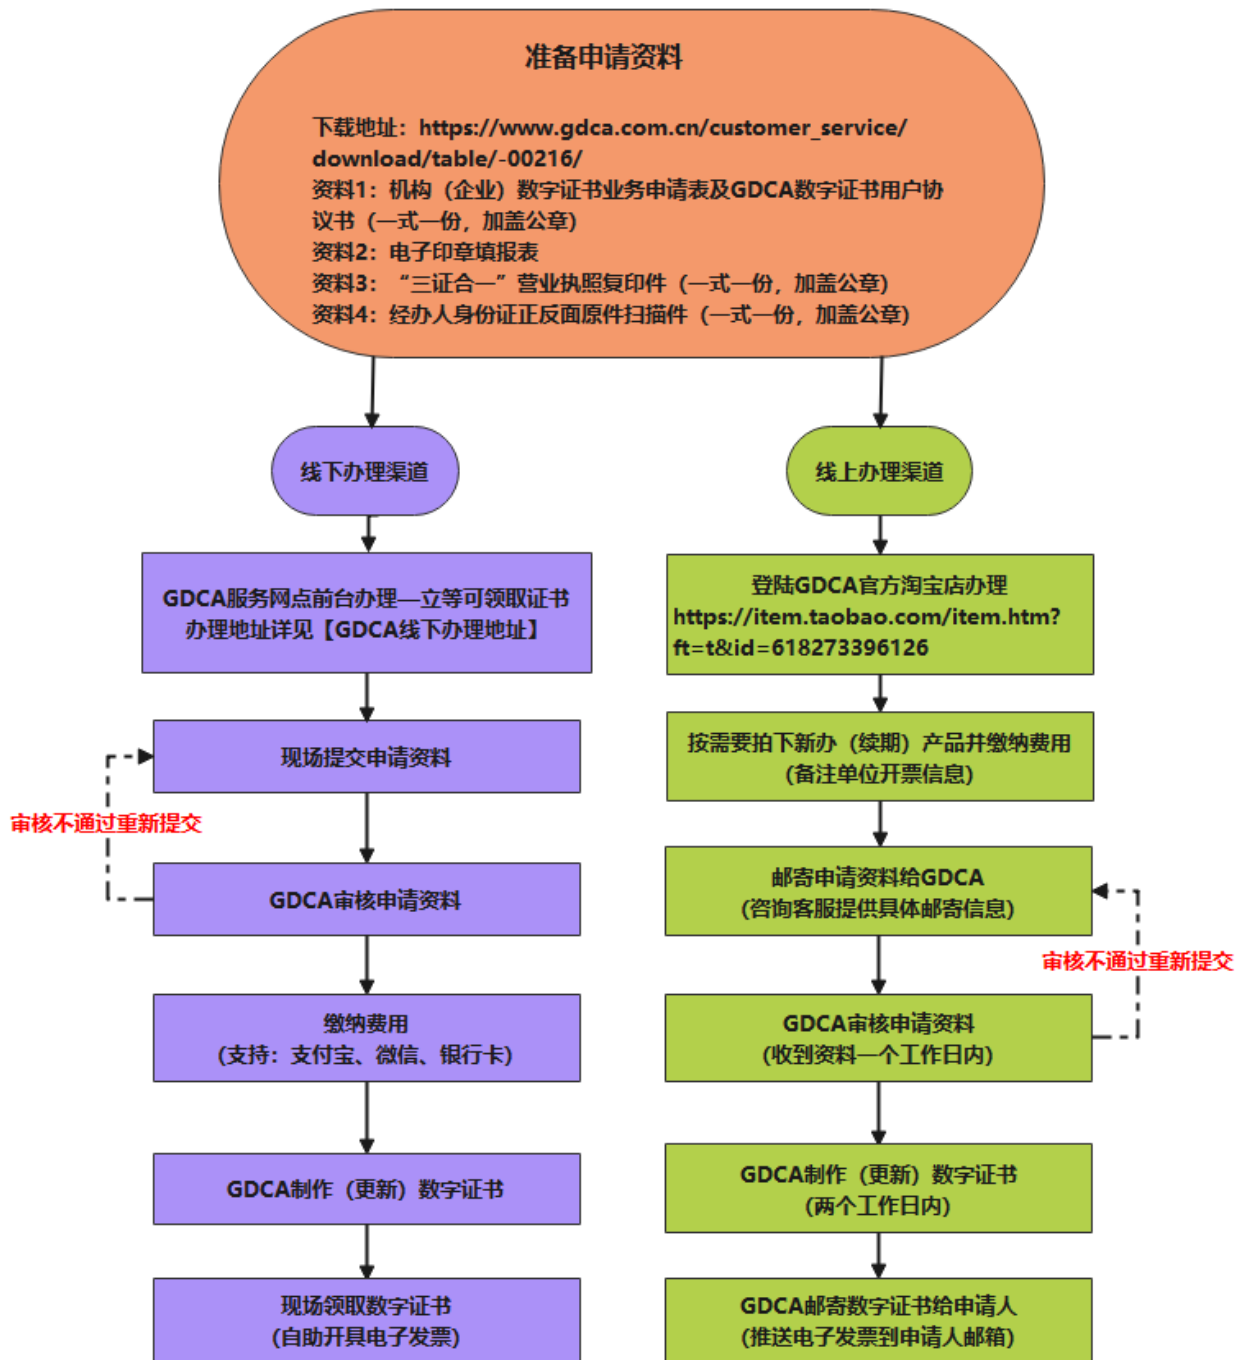 准备申请资料
下载地址：https://www.gdca.com.cn/customer_service/
download/table/-00216/
资料1：机构（企业）数字证书业务申请表及GDCA数字证书用户协
议书（一式一份，加盖公章）
资料2：电子印章填报表
资料3：“三证合一”营业执照复印件（一式一份，加盖公章）
资料4：经办人身份证正反面原件扫描件（一式一份，加盖公章）
线下办理渠道
GDCA服务网点前台办理—立等可领取证书
办理地址详见【GDCA线下办理地址】
现场提交申请资料
审核不通过重新提交
GDCA审核申请资料
缴纳费用
（支持：支付宝、微信、银行卡）
GDCA制作（更新）数字证书
现场领取数字证书
（自助开具电子发票）
线上办理渠道
登陆GDCA官方淘宝店办理
https://item.taobao.com/item.htm?
ft=t&id=618273396126
按需要拍下新办（续期）产品并缴纳费用
（备注单位开票信息）
邮寄申请资料给GDCA
（咨询客服提供具体邮寄信息）
审核不通过重新提交
GDCA审核申请资料
（收到资料一个工作日内）
GDCA制作（更新）数字证书
（两个工作日内）
GDCA邮寄数字证书给申请人
（推送电子发票到申请人邮箱）